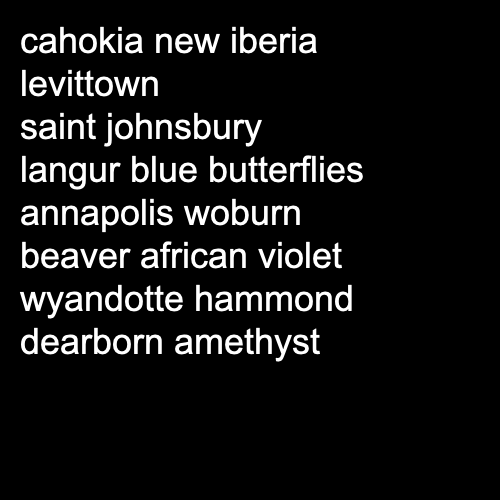 cahokia new iberia
levittown
saint johnsbury
langur blue butterflies
annapolis woburn
beaver african violet
wyandotte hammond
dearborn amethyst